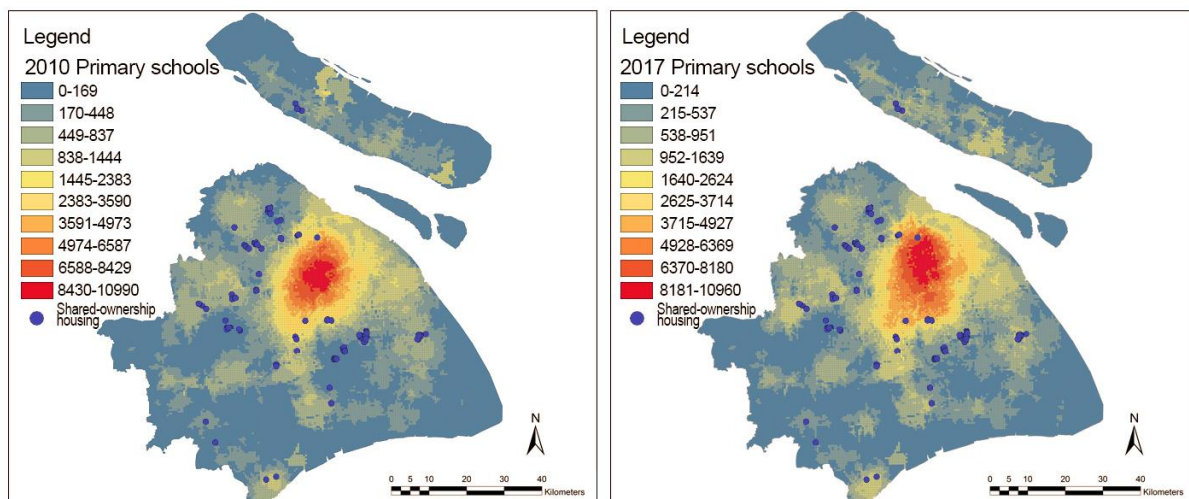 Legend
2010 Primary schools
0-169
170-448
449-837
838-1444
1445-2383
2383-3590
3591-4973
4974-6587
6588-8429
8430-10990
Shared-ownership
housing
N
0 5 10 20 30 40
Kilometers
Legend
2017 Primary schools
0-214
215-537
538-951
952-1639
1640-2624
2625-3714
3715-4927
4928-6369
6370-8180
8181-10960
Shared-ownership
housing
N
0 5 10 20 30 40
Kilometers